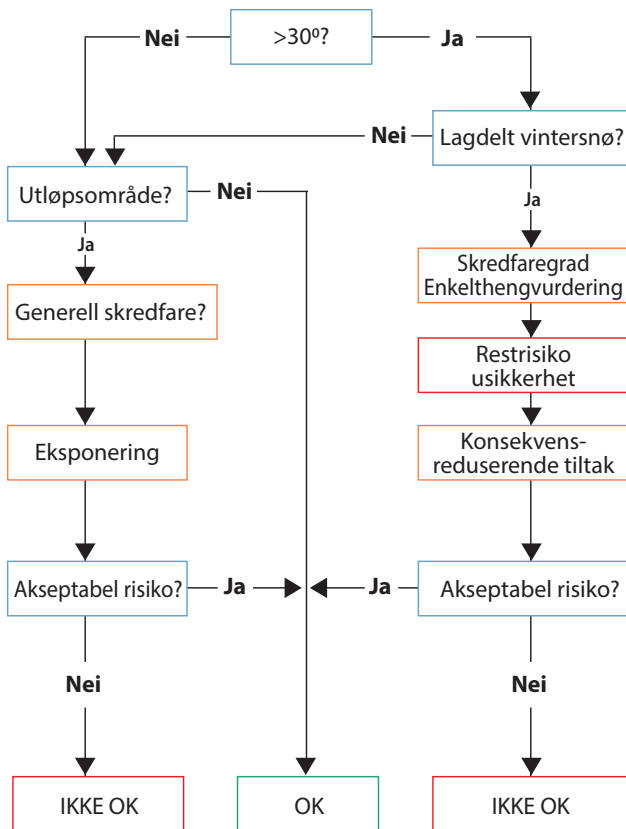 Nei
>30º?
Ja
Nei
Lagdelt vintersnø?
Utløpsområde?
Nei
Ja
Ja
Skredfaregrad
Enkelthengvurdering
Generell skredfare?
Restrisiko
usikkerhet
Eksponering
Konsekvens-
reduserende tiltak
Akseptabel risiko?
Ja
Ja
Akseptabel risiko?
Nei
Nei
IKKE OK
OK
IKKE OK